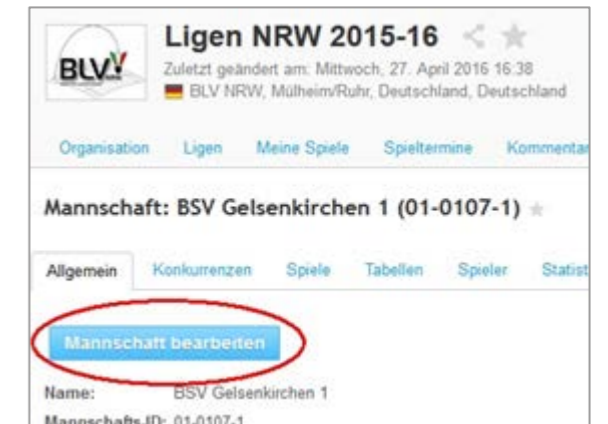 BLV
Ligen NRW 2015-16
Zuletzt geändert am: Mittwoch, 27. April 2016 16:38
BLV NRW, Mülheim/Ruhr, Deutschland, Deutschland
Organisation Ligen Meine Spiele Spieltermine Kommentar
Mannschaft: BSV Gelsenkirchen 1 (01-0107-1)
Allgemein Konkurrenzen Spiele Tabellen Spieler Statist
Mannschaft bearbeiten
Name: BSV Gelsenkirchen 1
Mannschafts-ID: 01-0107-1